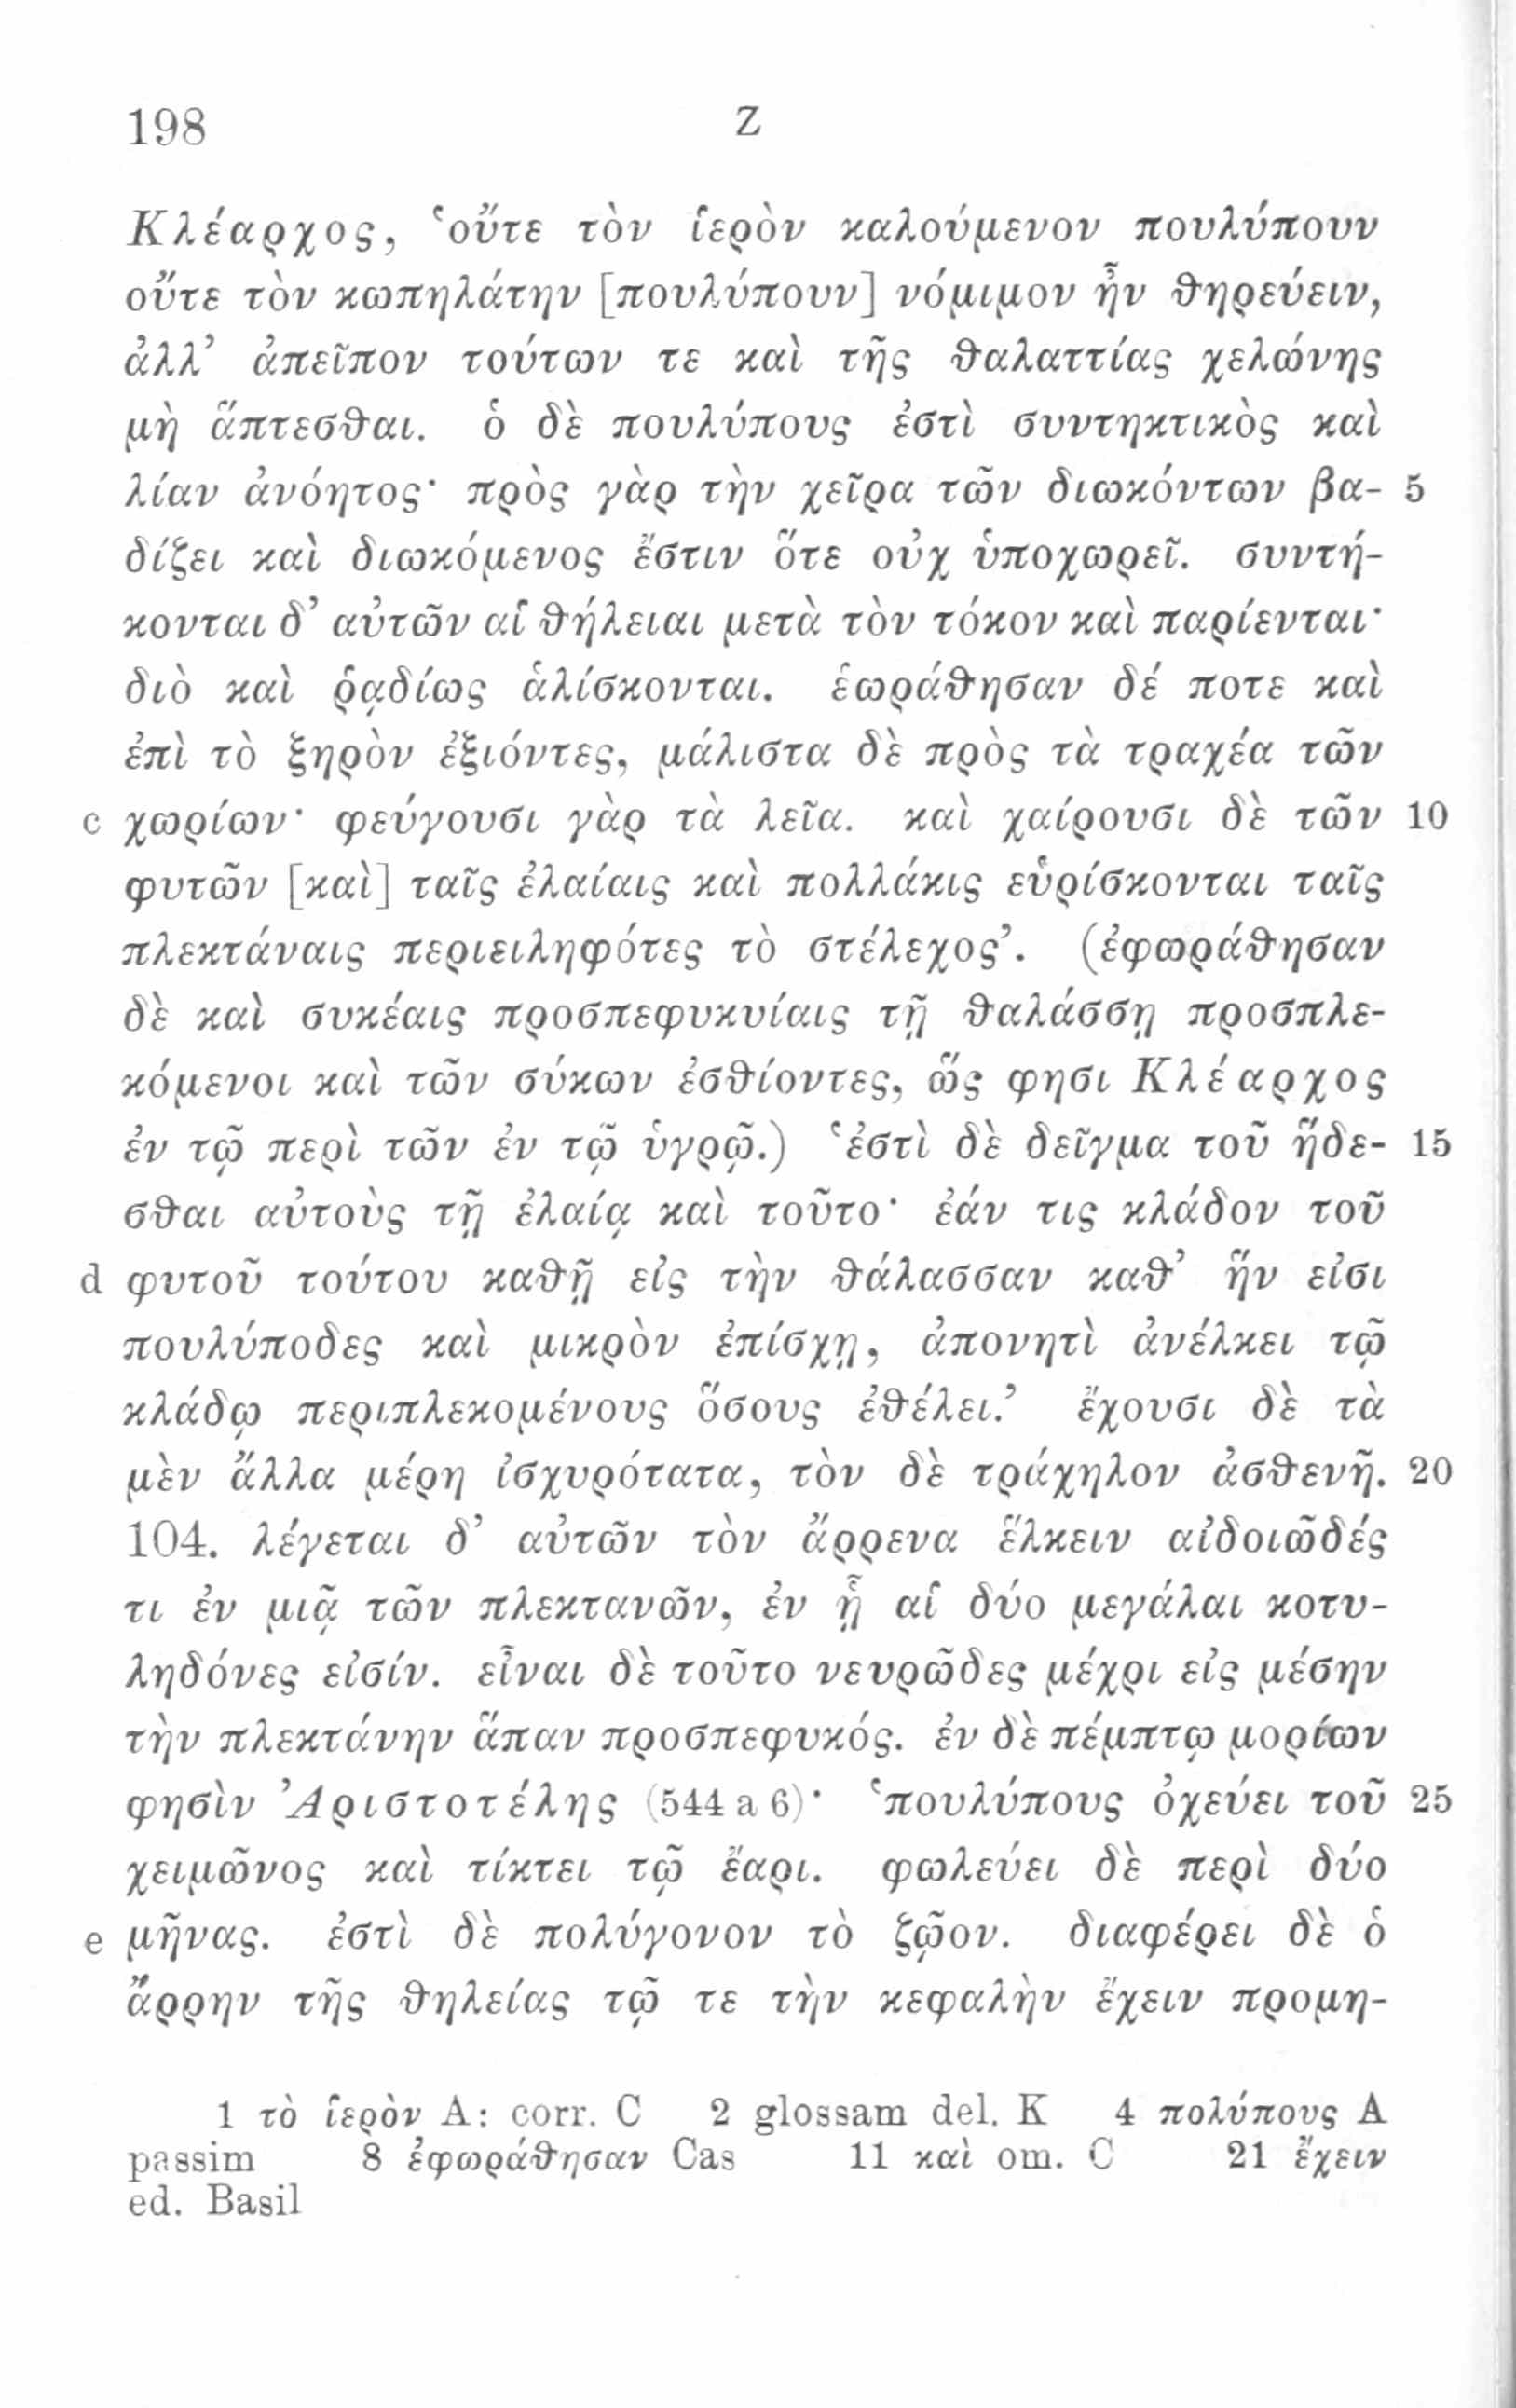 198 Z
Κλέαρχος, ‘οὔτε τὸν ἱερὸν καλούμενον πουλύπουν
οὔτε τὸν κωπηλάτην [πουλύπουν] νόμιμον ἦν θηρεύειν,
ἀλλ’ ἀπεῖπον τούτων τε καὶ τῆς θαλαττίας χελώνης
μὴ ἅπτεσθαι. ὁ δὲ πουλύπους ἐστὶ συντηκτικὸς καὶ
λίαν ἀνόητος· πρὸς γὰρ τὴν χεῖρα τῶν διωκόντων βα- 5
δίζει καὶ διωκόμενος ἔστιν ὅτε οὐχ ὑποχωρεῖ. συντή-
κονται δ’ αὐτῶν αἱ θήλειαι μετὰ τὸν τόκον καὶ παρίενται·
διὸ καὶ ῥᾳδίως ἁλίσκονται. ἑωράθησαν δέ ποτε καὶ
ἐπὶ τὸ ξηρὸν ἐξιόντες, μάλιστα δὲ πρὸς τὰ τραχέα τῶν
c χωρίων· φεύγουσι γὰρ τὰ λεῖα. καὶ χαίρουσι δὲ τῶν 10
φυτῶν [καὶ] ταῖς ἐλαίαις καὶ πολλάκις εὑρίσκονται ταῖς
πλεκτάναις περιειληφότες τὸ στέλεχος’. (ἐφωράθησαν
δὲ καὶ συκέαις προσπεφυκυίαις τῇ θαλάσσῃ προσπλε-
κόμενοι καὶ τῶν σύκων ἐσθίοντες, ὥς φησι Κλέαρχος
ἐν τῷ περὶ τῶν ἐν τῷ ὑγρῷ.) ‘ἐστὶ δὲ δεῖγμα τοῦ ἥδε- 15
σθαι αὐτοὺς τῇ ἐλαίᾳ καὶ τοῦτο· ἐάν τις κλάδον τοῦ
d φυτοῦ τούτου καθῇ εἰς τὴν θάλασσαν καθ’ ἥν εἰσι
πουλύποδες καὶ μικρὸν ἐπίσχῃ, ἀπονητὶ ἀνέλκει τῷ
κλάδῳ περιπλεκομένους ὅσους ἐθέλει.’ ἔχουσι δὲ τὰ
μὲν ἄλλα μέρη ἰσχυρότατα, τὸν δὲ τράχηλον ἀσθενῆ. 20
104. λέγεται δ’ αὐτῶν τὸν ἄρρενα ἕλκειν αἰδοιῶδές
τι ἐν μιᾷ τῶν πλεκτανῶν, ἐν ᾗ αἱ δύο μεγάλαι κοτυ-
ληδόνες εἰσίν. εἶναι δὲ τοῦτο νευρῶδες μέχρι εἰς μέσην
τὴν πλεκτάνην ἅπαν προσπεφυκός. ἐν δὲ πέμπτῳ μορίων
φησὶν Ἀριστοτέλης (544 a 6)· ‘πουλύπους ὀχεύει τοῦ 25
χειμῶνος καὶ τίκτει τῷ ἔαρι. φωλεύει δὲ περὶ δύο
e μῆνας. ἐστὶ δὲ πολύγονον τὸ ζῷον. διαφέρει δὲ ὁ
ἄρρην τῆς θηλείας τῷ τε τὴν κεφαλὴν ἔχειν προμη-
1 τὸ ἱερὸν A: corr. C 2 glossam del. K 4 πολύπους A
passim 8 ἐφωράθησαν Cas 11 καὶ om. C 21 ἔχειν
ed. Basil